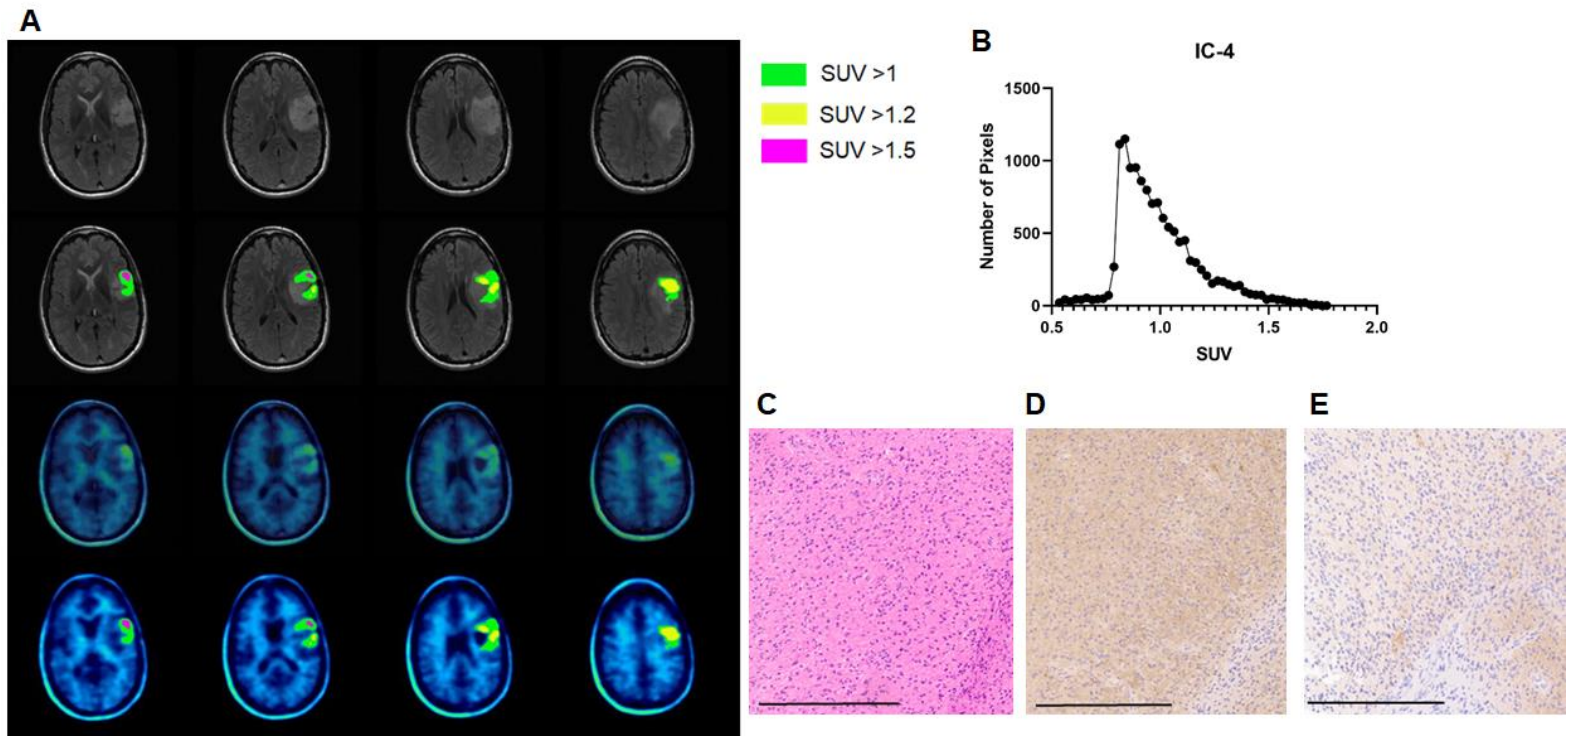 A
SUV >1
SUV >1.2
SUV >1.5
B
IC-4
Number of Pixels
1500
1000
500
0
0.5
1.0
1.5
2.0
SUV
C
D
E